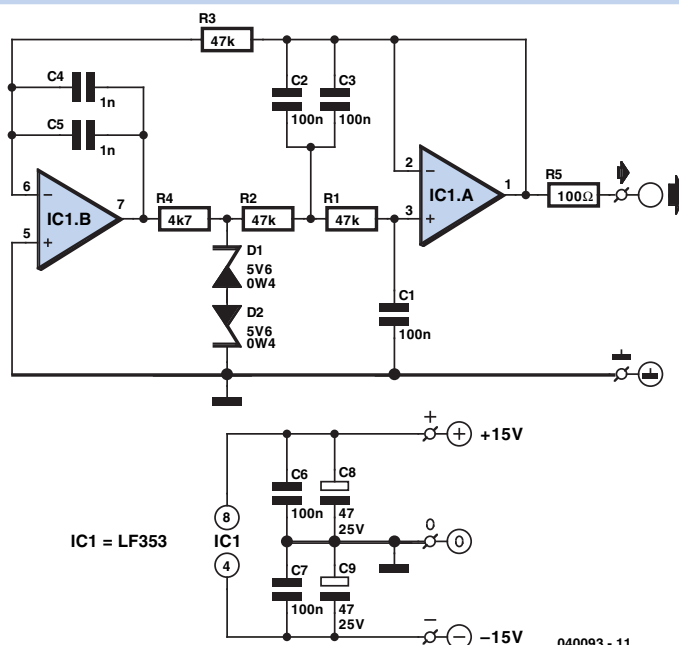 R3
47k
C4
1n
C5
1n
C2
100n
C3
100n
6
−
IC1.B
7
5
+
R4
4k7
R2
47k
R1
47k
2
−
IC1.A
1
3
+
R5
100Ω
D1
5V6
0W4
D2
5V6
0W4
C1
100n
+
+
+15V
C6
100n
C8
47
25V
8
IC1 = LF353
IC1
4
0
0
C7
100n
C9
47
25V
−
−
−15V
040093 - 11